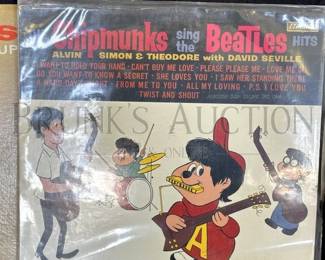 Chipmunks sing the BEATLES HITS
ALVIN SIMON & THEODORE with DAVID SEVILLE
I WANT TO HOLD YOUR HAND · CAN'T BUY ME LOVE · PLEASE PLEASE ME · LOVE ME DO
DO YOU WANT TO KNOW A SECRET · SHE LOVES YOU · I SAW HER STANDING THERE
A HARD DAY'S NIGHT · FROM ME TO YOU · ALL MY LOVING · P.S. I LOVE YOU
TWIST AND SHOUT
S
UP
BRUNK'S AUCTION
A